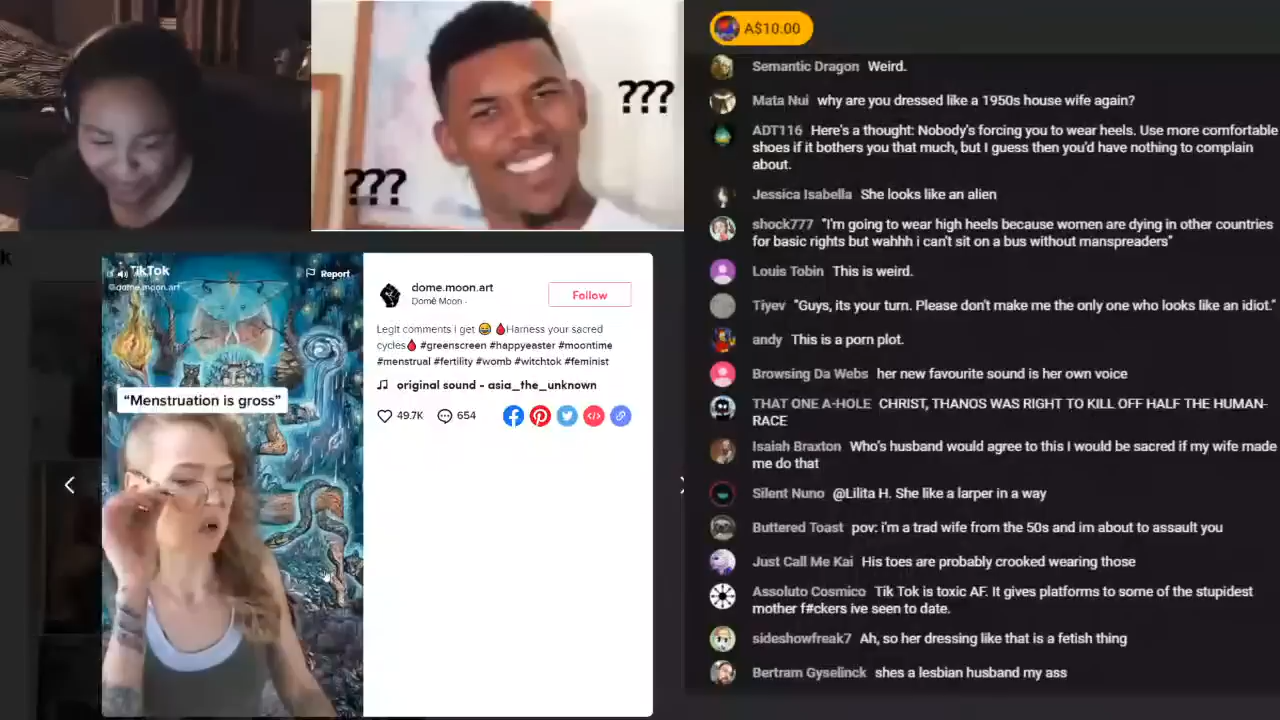 ???
???
A$10.00
Semantic Dragon Weird.
Mata Nui why are you dressed like a 1950s house wife again?
ADT116 Here's a thought: Nobody's forcing you to wear heels. Use more comfortable
shoes if it bothers you that much, but I guess then you'd have nothing to complain
about.
Jessica Isabella She looks like an alien
shock777 "I'm going to wear high heels because women are dying in other countries
for basic rights but wahhh i can't sit on a bus without manspreaders"
Louis Tobin This is weird.
Tiyev "Guys, its your turn. Please don't make me the only one who looks like an idiot."
andy This is a porn plot.
Browsing Da Webs her new favourite sound is her own voice
THAT ONE A-HOLE CHRIST, THANOS WAS RIGHT TO KILL OFF HALF THE HUMAN-
RACE
Isaiah Braxton Who's husband would agree to this I would be sacred if my wife made
me do that
Silent Nuno @Lilita H. She like a larper in a way
Buttered Toast pov: i'm a trad wife from the 50s and im about to assault you
Just Call Me Kai His toes are probably crooked wearing those
Assoluto Cosmico Tik Tok is toxic AF. It gives platforms to some of the stupidest
mother f#ckers ive seen to date.
sideshowfreak7 Ah, so her dressing like that is a fetish thing
Bertram Gyselinck shes a lesbian husband my ass
k
TikTok
Report
@dome.moon.art
"Menstruation is gross"
dome.moon.art
Domé Moon ·
Follow
Legit comments i get 😂 🩸Harness your sacred
cycles🩸 #greenscreen #happyeaster #moontime
#menstrual #fertility #womb #witchtok #feminist
♫ original sound - asia_the_unknown
49.7K 654